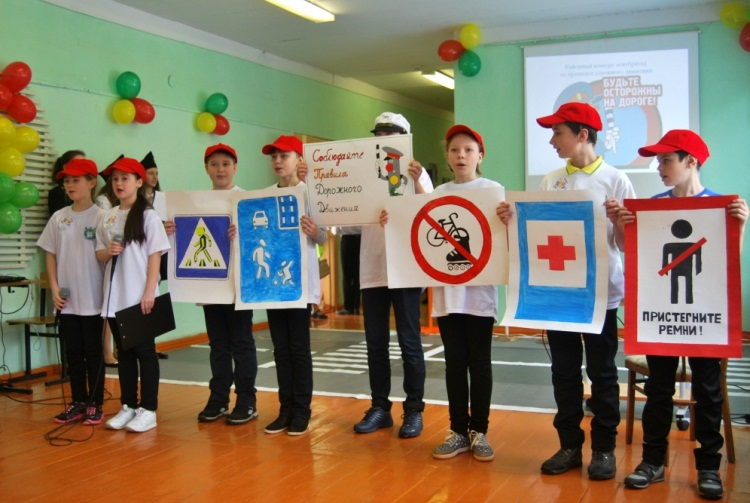 БУДЬТЕ
ОСТОРОЖНЫ
НА ДОРОГЕ!
Соблюдайте
Правила
Дорожного
Движения
ПРИСТЕГНИТЕ
РЕМНИ!